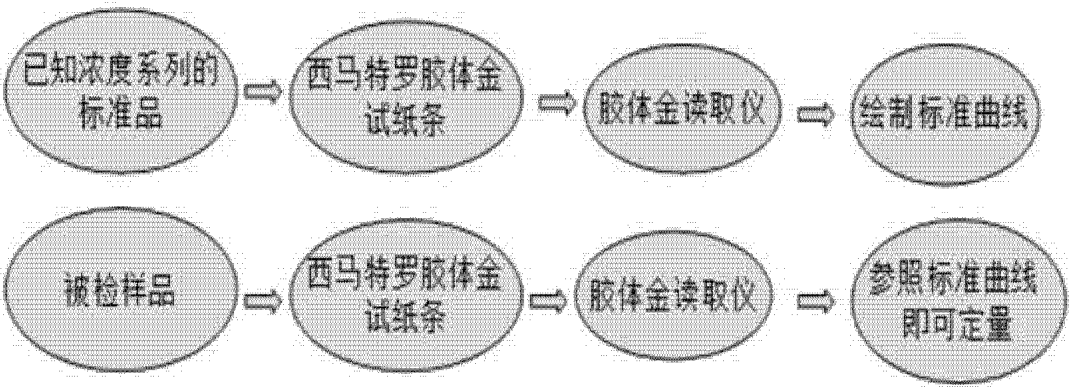 已知浓度系列的
标准品
西马特罗胶体金
试纸条
胶体金读取仪
绘制标准曲线
被检样品
西马特罗胶体金
试纸条
胶体金读取仪
参照标准曲线
即可定量